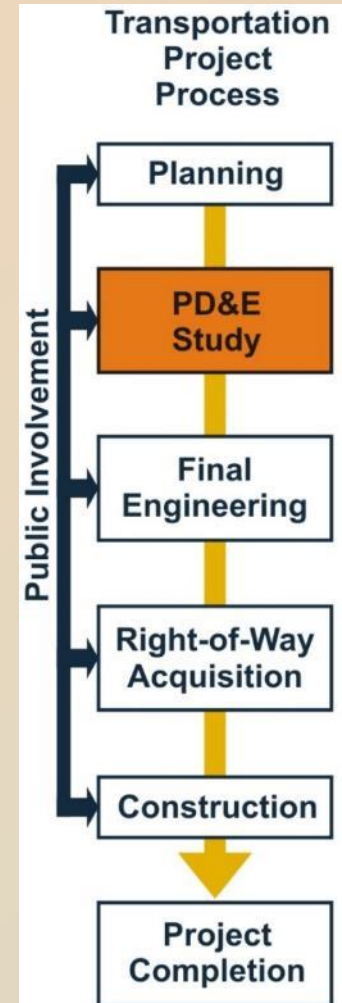 Transportation
Project
Process
Public Involvement
Planning
PD&E
Study
Final
Engineering
Right-of-Way
Acquisition
Construction
Project
Completion